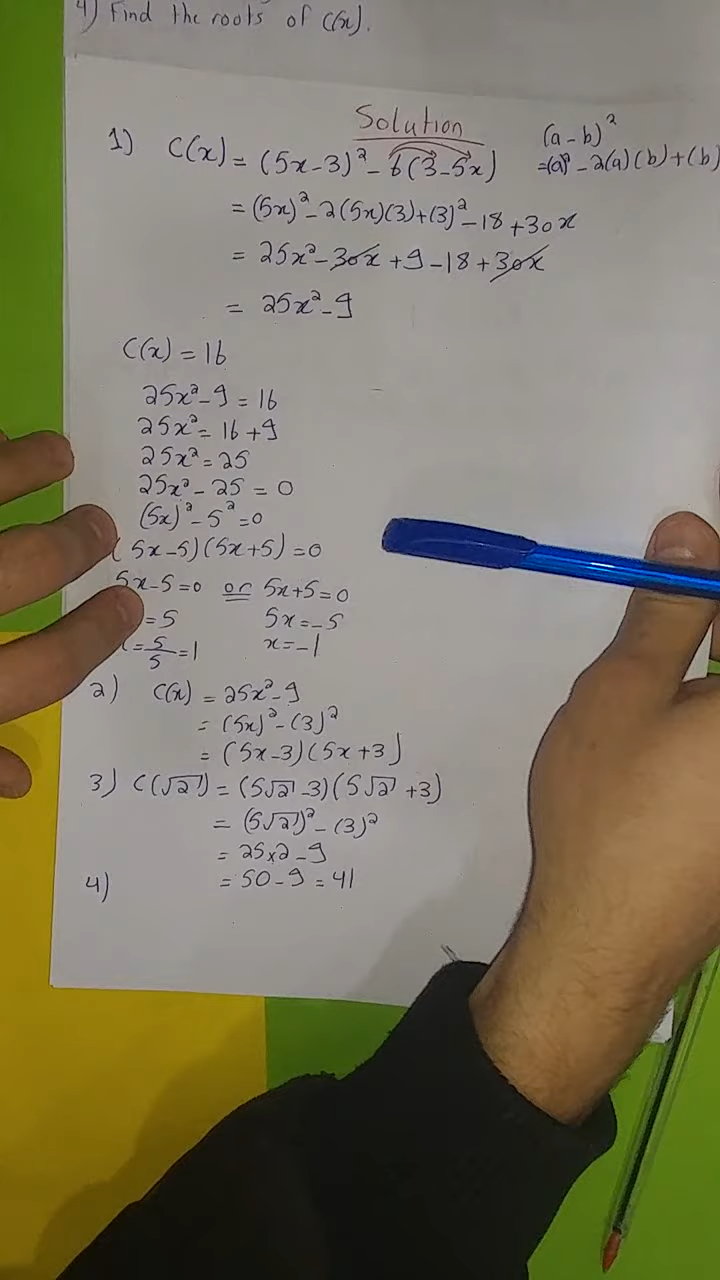 4) Find the roots of C(x).
Solution
(a-b)²
1) C(x) = (5x-3)² - 6(3-5x) =(a)² - 2(a)(b)+(b)
= (5x)² - 2(5x)(3)+(3)² - 18 + 30x
= 25x² - 30x + 9 - 18 + 30x
= 25x² - 9
C(x) = 16
25x² - 9 = 16
25x² = 16 + 9
25x² = 25
25x² - 25 = 0
(5x)² - 5² = 0
(5x-5)(5x+5) = 0
5x-5=0 or 5x+5=0
=5 5x=-5
=5/5=1 x=-1
2) C(x) = 25x² - 9
= (5x)² - (3)²
= (5x-3)(5x+3)
3) C(√2) = (5√2 - 3)(5√2 + 3)
= (5√2)² - (3)²
= 25×2 - 9
4) = 50 - 9 = 41